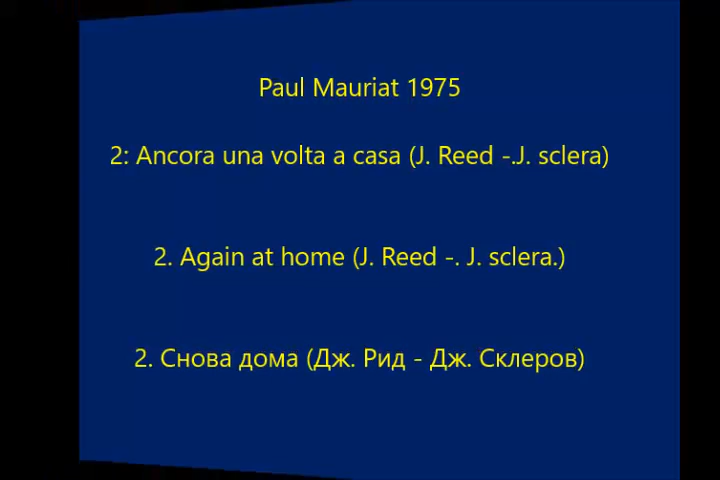 Paul Mauriat 1975
2: Ancora una volta a casa (J. Reed -.J. sclera)
2. Again at home (J. Reed -. J. sclera.)
2. Снова дома (Дж. Рид - Дж. Склеров)